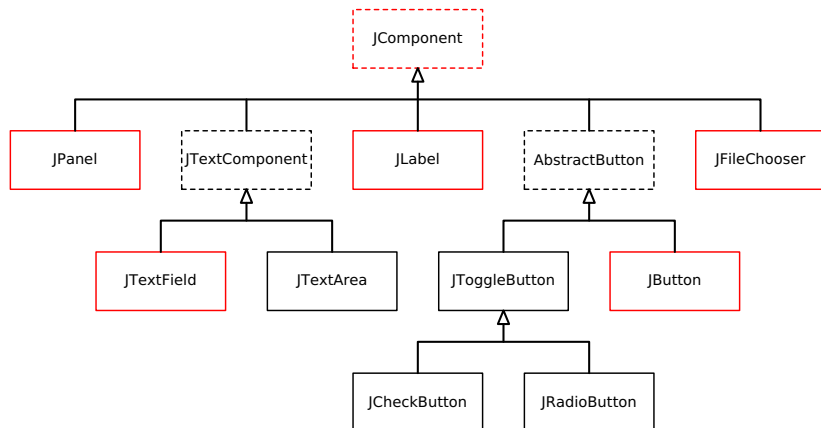 JComponent
JPanel
JTextComponent
JLabel
AbstractButton
JFileChooser
JTextField
JTextArea
JToggleButton
JButton
JCheckButton
JRadioButton